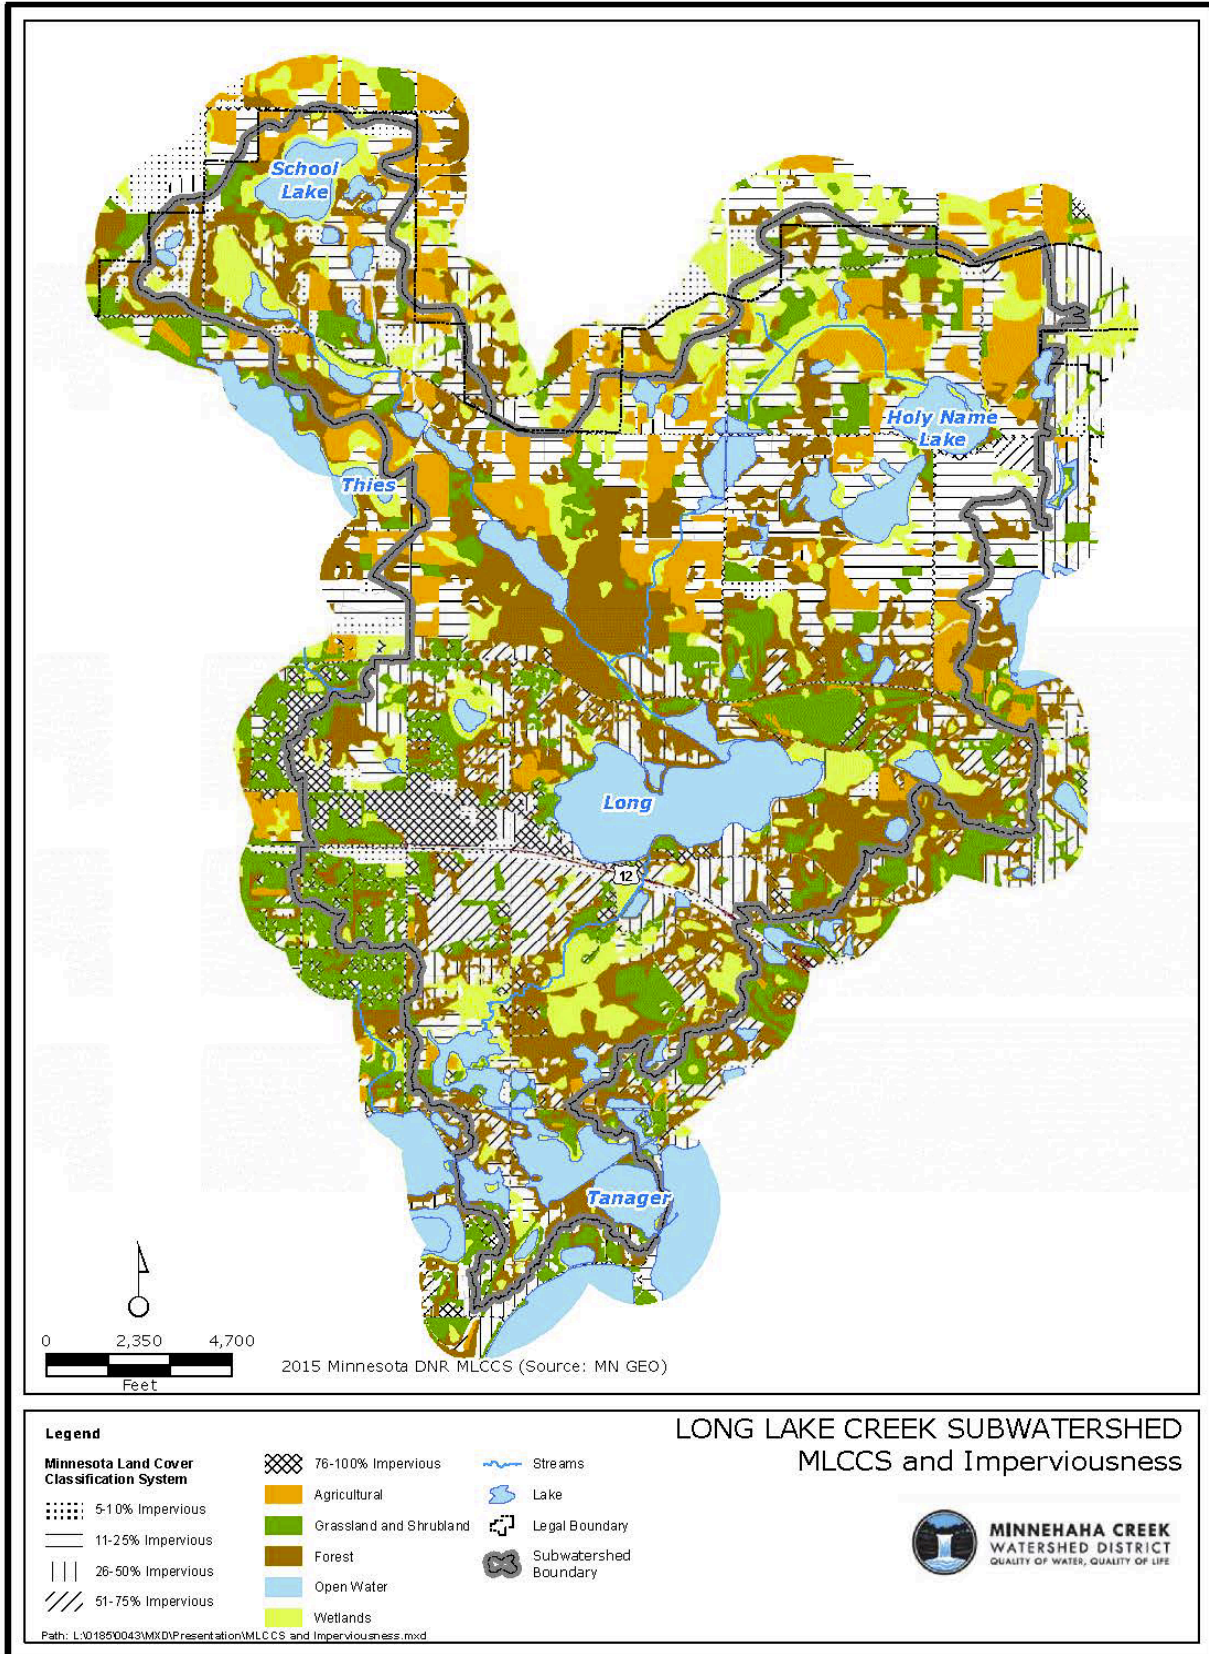 School
Lake
Holy Name
Lake
Thies
Long
12
Tanager
0 2,350 4,700
Feet
2015 Minnesota DNR MLCCS (Source: MN GEO)
LONG LAKE CREEK SUBWATERSHED
MLCCS and Imperviousness
Legend
Minnesota Land Cover
Classification System
5-10% Impervious
11-25% Impervious
26-50% Impervious
51-75% Impervious
76-100% Impervious
Agricultural
Grassland and Shrubland
Forest
Open Water
Wetlands
Streams
Lake
Legal Boundary
Subwatershed
Boundary
MINNEHAHA CREEK
WATERSHED DISTRICT
QUALITY OF WATER, QUALITY OF LIFE
Path: L:\0185\0043\MXD\Presentation\MLCCS and Imperviousness.mxd